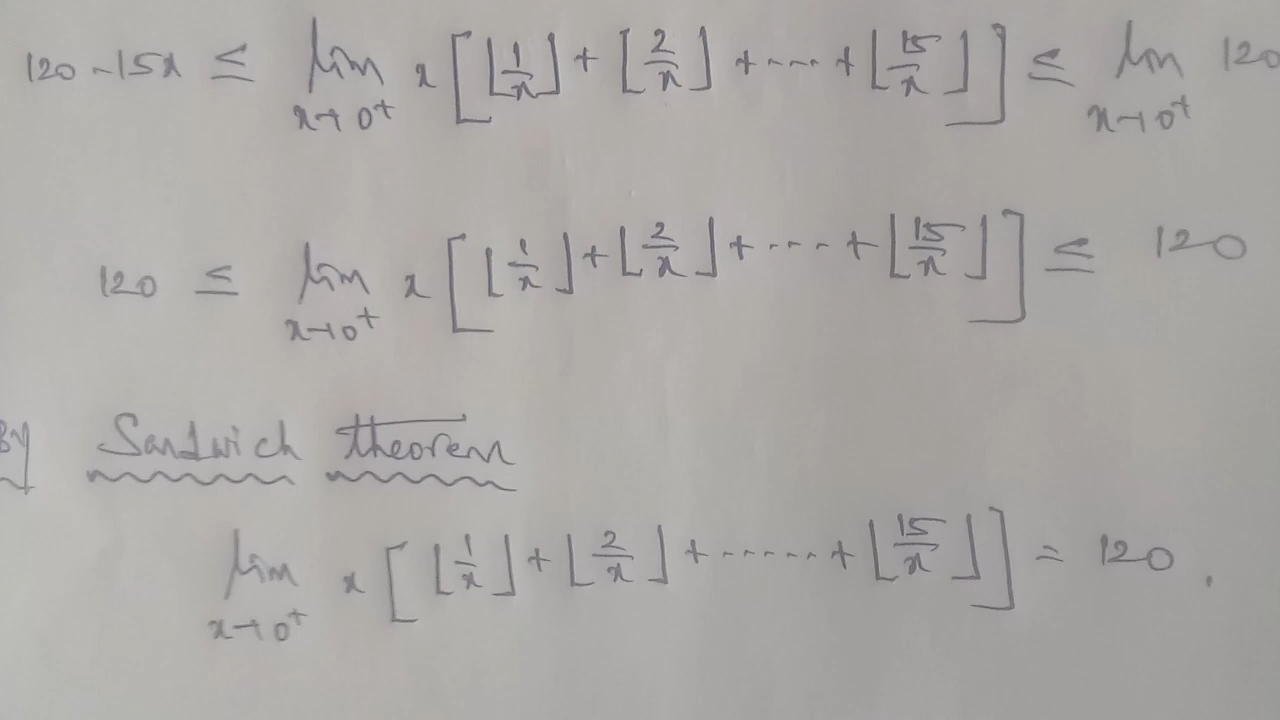 120 - 15x ≤ lim x→0⁺ x[⌊1/x⌋ + ⌊2/x⌋ + ---- + ⌊15/x⌋] ≤ lim x→0⁺ 120
120 ≤ lim x→0⁺ x[⌊1/x⌋ + ⌊2/x⌋ + ---- + ⌊15/x⌋] ≤ 120
By Sandwich theorem
lim x→0⁺ x[⌊1/x⌋ + ⌊2/x⌋ + ------ + ⌊15/x⌋] = 120.